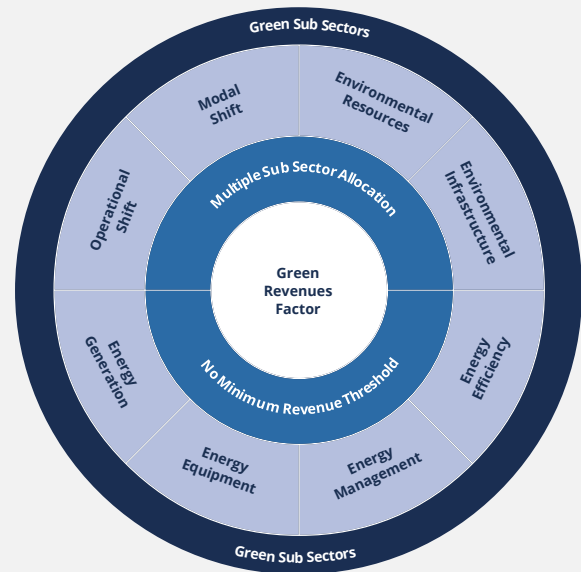 Green Sub Sectors
Modal
Shift
Environmental
Resources
Operational
Shift
Environmental
Infrastructure
Multiple Sub Sector Allocation
Green
Revenues
Factor
No Minimum Revenue Threshold
Energy
Generation
Energy
Efficiency
Energy
Equipment
Energy
Management
Green Sub Sectors